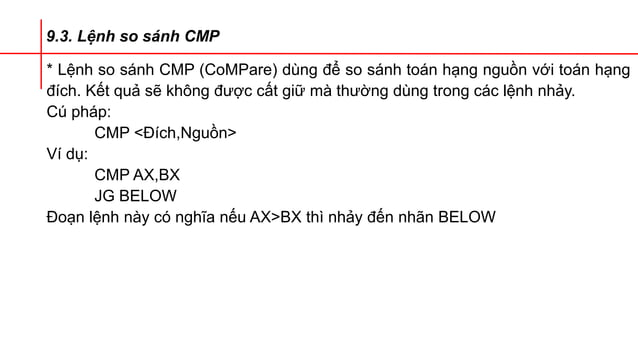 9.3. Lệnh so sánh CMP
* Lệnh so sánh CMP (CoMPare) dùng để so sánh toán hạng nguồn với toán hạng
đích. Kết quả sẽ không được cất giữ mà thường dùng trong các lệnh nhảy.
Cú pháp:
CMP <Đích,Nguồn>
Ví dụ:
CMP AX,BX
JG BELOW
Đoạn lệnh này có nghĩa nếu AX>BX thì nhảy đến nhãn BELOW